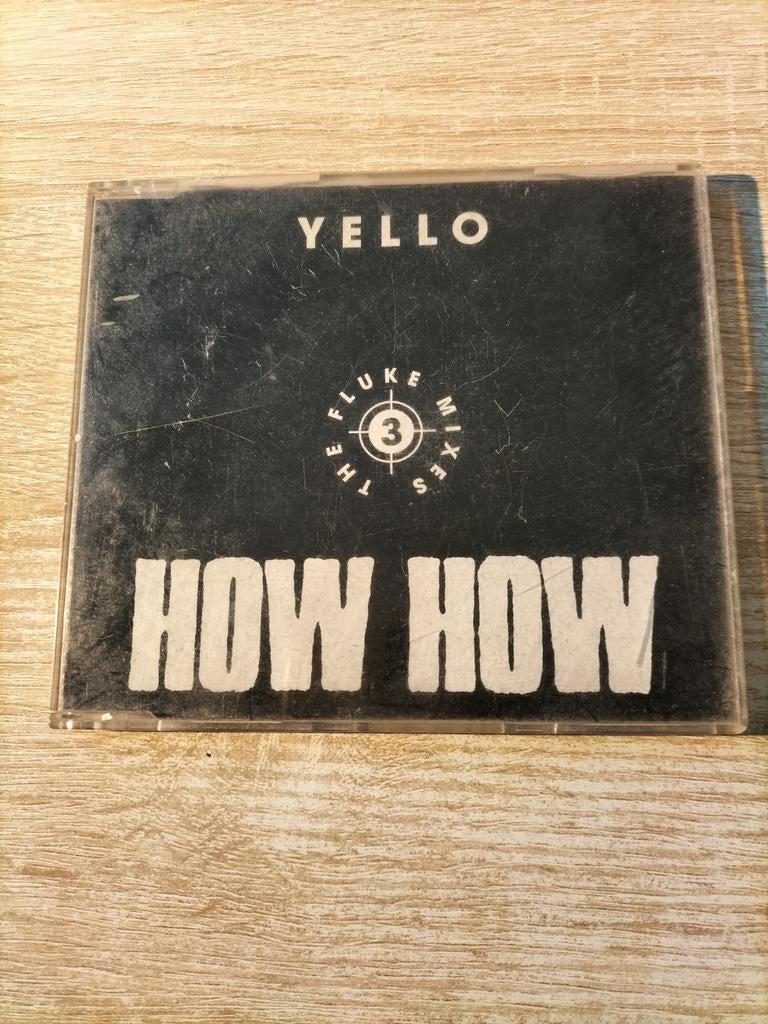 YELLO
THE FLUKE MIXES
3
HOW HOW